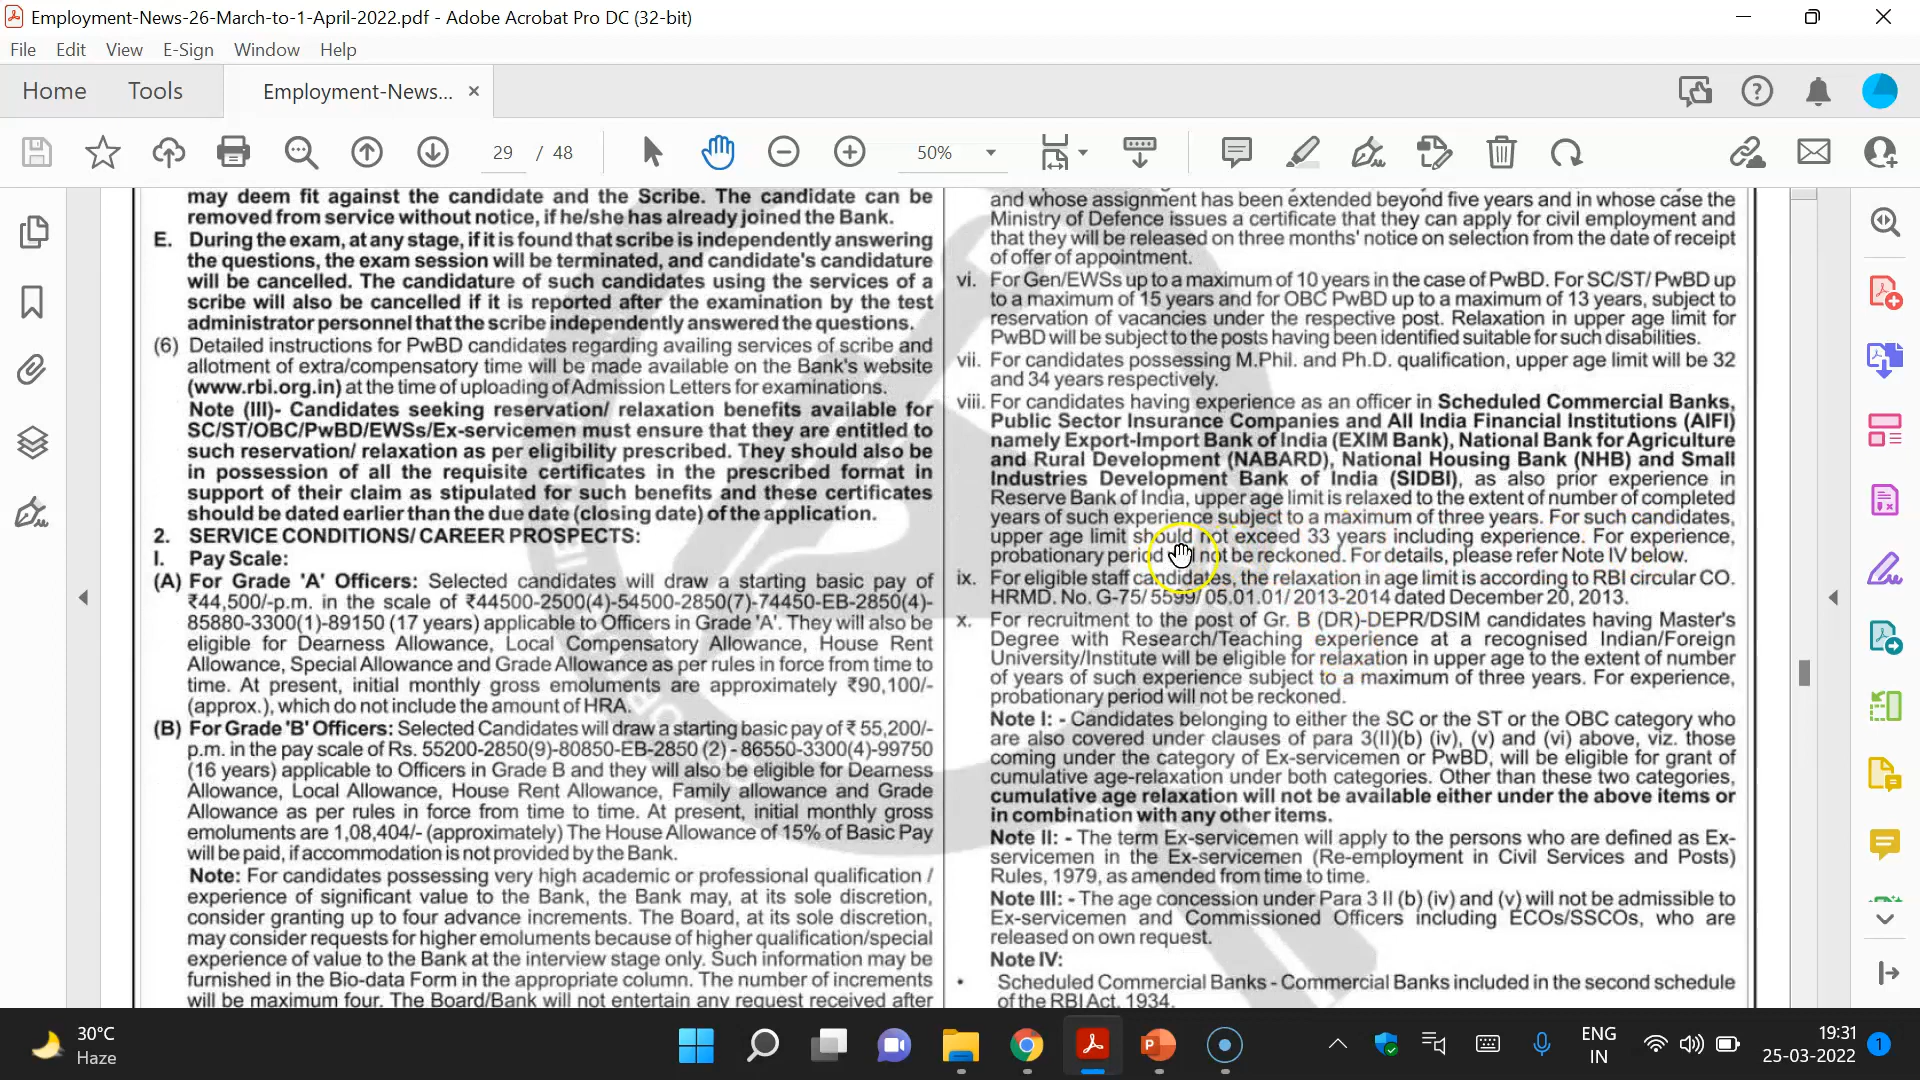 Employment-News-26-March-to-1-April-2022.pdf - Adobe Acrobat Pro DC (32-bit)
File Edit View E-Sign Window Help
Home Tools Employment-News... ×
29 / 48 50%
may deem fit against the candidate and the Scribe. The candidate can be
removed from service without notice, if he/she has already joined the Bank.
E. During the exam, at any stage, if it is found that scribe is independently answering
the questions, the exam session will be terminated, and candidate's candidature
will be cancelled. The candidature of such candidates using the services of a
scribe will also be cancelled if it is reported after the examination by the test
administrator personnel that the scribe independently answered the questions.
(6) Detailed instructions for PwBD candidates regarding availing services of scribe and
allotment of extra/compensatory time will be made available on the Bank's website
(www.rbi.org.in) at the time of uploading of Admission Letters for examinations.
Note (III)- Candidates seeking reservation/ relaxation benefits available for
SC/ST/OBC/PwBD/EWSs/Ex-servicemen must ensure that they are entitled to
such reservation/ relaxation as per eligibility prescribed. They should also be
in possession of all the requisite certificates in the prescribed format in
support of their claim as stipulated for such benefits and these certificates
should be dated earlier than the due date (closing date) of the application.
2. SERVICE CONDITIONS/ CAREER PROSPECTS:
I. Pay Scale:
(A) For Grade 'A' Officers: Selected candidates will draw a starting basic pay of
₹44,500/-p.m. in the scale of ₹44500-2500(4)-54500-2850(7)-74450-EB-2850(4)-
85880-3300(1)-89150 (17 years) applicable to Officers in Grade 'A'. They will also be
eligible for Dearness Allowance, Local Compensatory Allowance, House Rent
Allowance, Special Allowance and Grade Allowance as per rules in force from time to
time. At present, initial monthly gross emoluments are approximately ₹90,100/-
(approx.), which do not include the amount of HRA.
(B) For Grade 'B' Officers: Selected Candidates will draw a starting basic pay of ₹ 55,200/-
p.m. in the pay scale of Rs. 55200-2850(9)-80850-EB-2850 (2) - 86550-3300(4)-99750
(16 years) applicable to Officers in Grade B and they will also be eligible for Dearness
Allowance, Local Allowance, House Rent Allowance, Family allowance and Grade
Allowance as per rules in force from time to time. At present, initial monthly gross
emoluments are 1,08,404/- (approximately) The House Allowance of 15% of Basic Pay
will be paid, if accommodation is not provided by the Bank.
Note: For candidates possessing very high academic or professional qualification /
experience of significant value to the Bank, the Bank may, at its sole discretion,
consider granting up to four advance increments. The Board, at its sole discretion,
may consider requests for higher emoluments because of higher qualification/special
experience of value to the Bank at the interview stage only. Such information may be
furnished in the Bio-data Form in the appropriate column. The number of increments
will be maximum four. The Board/Bank will not entertain any request received after
and whose assignment has been extended beyond five years and in whose case the
Ministry of Defence issues a certificate that they can apply for civil employment and
that they will be released on three months' notice on selection from the date of receipt
of offer of appointment.
vi. For Gen/EWSs up to a maximum of 10 years in the case of PwBD. For SC/ST/ PwBD up
to a maximum of 15 years and for OBC PwBD up to a maximum of 13 years, subject to
reservation of vacancies under the respective post. Relaxation in upper age limit for
PwBD will be subject to the posts having been identified suitable for such disabilities.
vii. For candidates possessing M.Phil. and Ph.D. qualification, upper age limit will be 32
and 34 years respectively.
viii. For candidates having experience as an officer in Scheduled Commercial Banks,
Public Sector Insurance Companies and All India Financial Institutions (AIFI)
namely Export-Import Bank of India (EXIM Bank), National Bank for Agriculture
and Rural Development (NABARD), National Housing Bank (NHB) and Small
Industries Development Bank of India (SIDBI), as also prior experience in
Reserve Bank of India, upper age limit is relaxed to the extent of number of completed
years of such experience subject to a maximum of three years. For such candidates,
upper age limit should not exceed 33 years including experience. For experience,
probationary period not be reckoned. For details, please refer Note IV below.
ix. For eligible staff candidates, the relaxation in age limit is according to RBI circular CO.
HRMD. No. G-75/ 5599/ 05.01.01/ 2013-2014 dated December 20, 2013.
x. For recruitment to the post of Gr. B (DR)-DEPR/DSIM candidates having Master's
Degree with Research/Teaching experience at a recognised Indian/Foreign
University/Institute will be eligible for relaxation in upper age to the extent of number
of years of such experience subject to a maximum of three years. For experience,
probationary period will not be reckoned.
Note I: - Candidates belonging to either the SC or the ST or the OBC category who
are also covered under clauses of para 3(II)(b) (iv), (v) and (vi) above, viz. those
coming under the category of Ex-servicemen or PwBD, will be eligible for grant of
cumulative age-relaxation under both categories. Other than these two categories,
cumulative age relaxation will not be available either under the above items or
in combination with any other items.
Note II: - The term Ex-servicemen will apply to the persons who are defined as Ex-
servicemen in the Ex-servicemen (Re-employment in Civil Services and Posts)
Rules, 1979, as amended from time to time.
Note III: - The age concession under Para 3 II (b) (iv) and (v) will not be admissible to
Ex-servicemen and Commissioned Officers including ECOs/SSCOs, who are
released on own request.
Note IV:
• Scheduled Commercial Banks - Commercial Banks included in the second schedule
of the RBI Act, 1934.
30°C
Haze
ENG
IN
19:31
25-03-2022
1